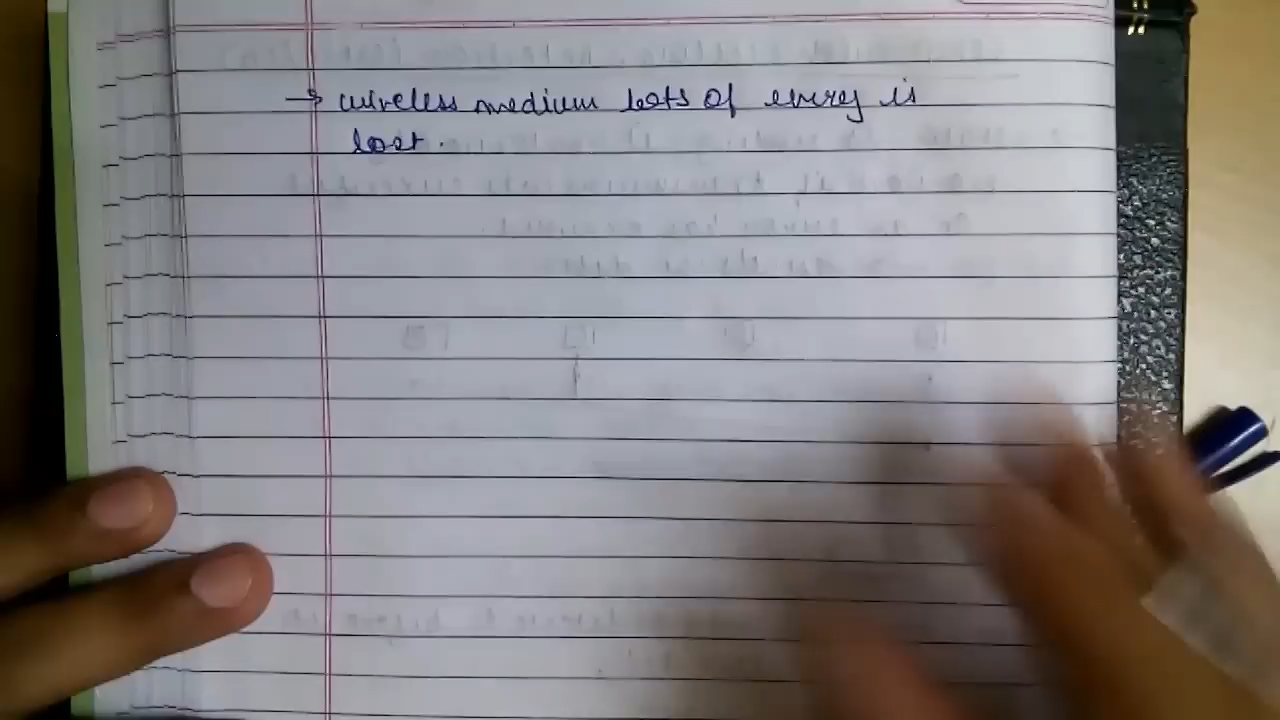 → wireless medium lots of energy is
lost.